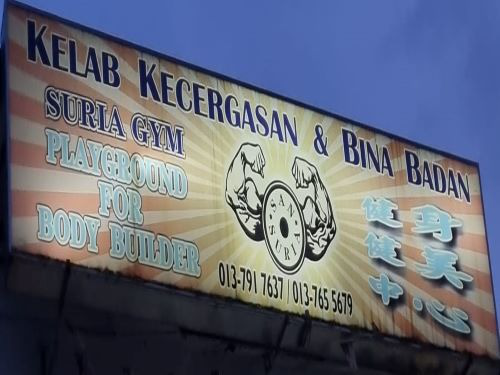 KELAB KECERGASAN & BINA BADAN
SURIA GYM
PLAYGROUND
FOR
BODY BUILDER
SURY
013-791 7637 / 013-765 5679
健身
健美
中心